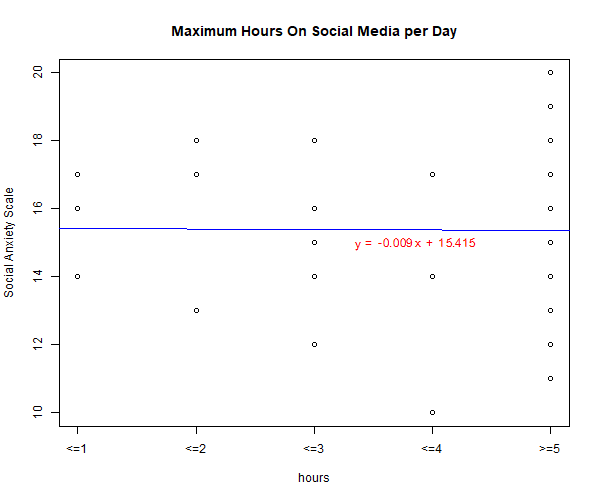 Maximum Hours On Social Media per Day
Social Anxiety Scale
20
18
16
14
12
10
y = -0.009x + 15.415
<=1 <=2 <=3 <=4 >=5
hours